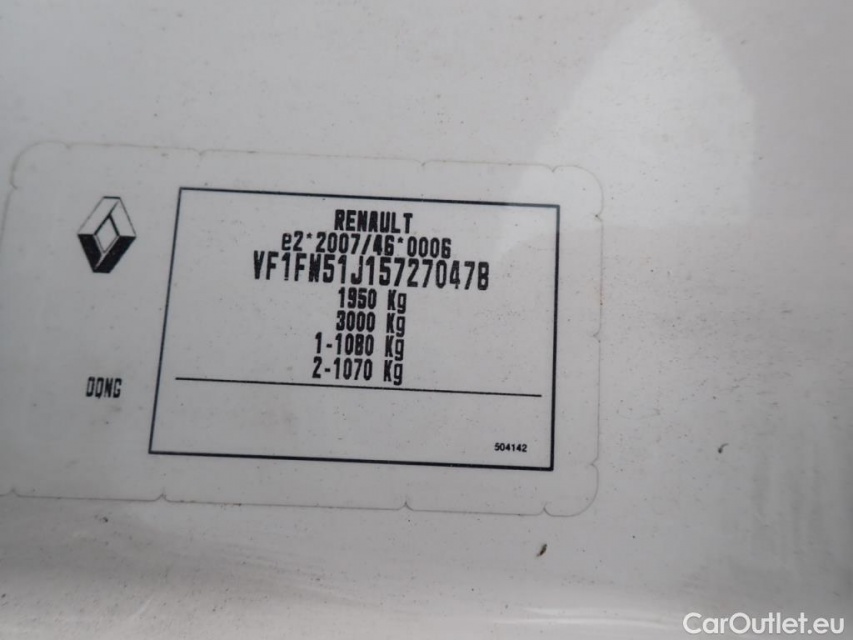 RENAULT
e2*2007/46*0006
VF1FW51J157270478
1950 Kg
3000 Kg
1-1080 Kg
2-1070 Kg
DQNG
504142
CarOutlet.eu